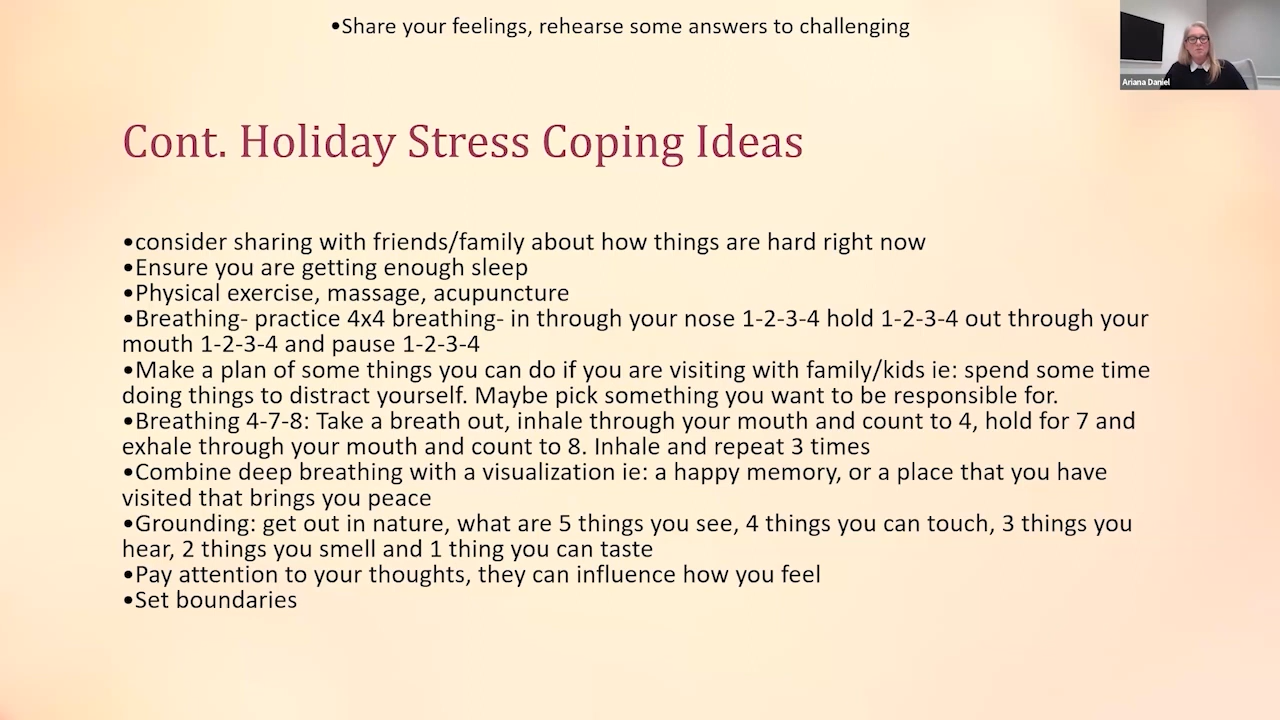 •Share your feelings, rehearse some answers to challenging
Ariana Daniel
Cont. Holiday Stress Coping Ideas
•consider sharing with friends/family about how things are hard right now
•Ensure you are getting enough sleep
•Physical exercise, massage, acupuncture
•Breathing- practice 4x4 breathing- in through your nose 1-2-3-4 hold 1-2-3-4 out through your
mouth 1-2-3-4 and pause 1-2-3-4
•Make a plan of some things you can do if you are visiting with family/kids ie: spend some time
doing things to distract yourself. Maybe pick something you want to be responsible for.
•Breathing 4-7-8: Take a breath out, inhale through your mouth and count to 4, hold for 7 and
exhale through your mouth and count to 8. Inhale and repeat 3 times
•Combine deep breathing with a visualization ie: a happy memory, or a place that you have
visited that brings you peace
•Grounding: get out in nature, what are 5 things you see, 4 things you can touch, 3 things you
hear, 2 things you smell and 1 thing you can taste
•Pay attention to your thoughts, they can influence how you feel
•Set boundaries